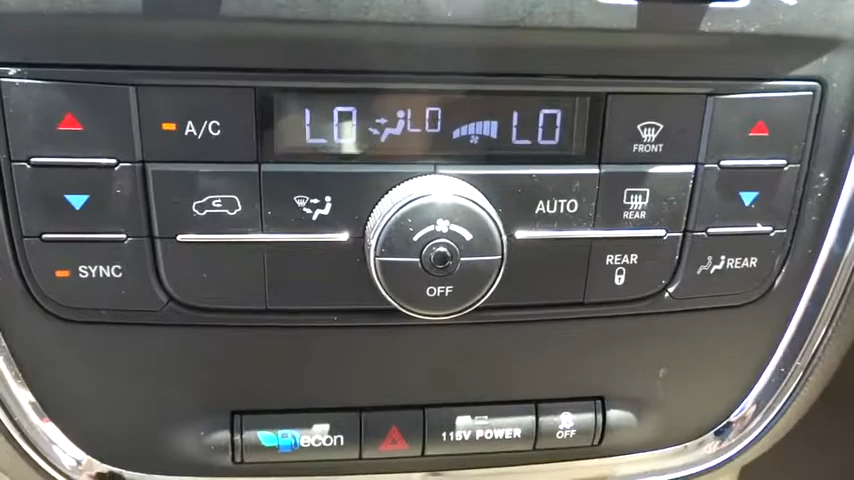 LO LO LO
A/C
FRONT
AUTO
REAR
SYNC
OFF
REAR
REAR
econ
115V POWER
OFF